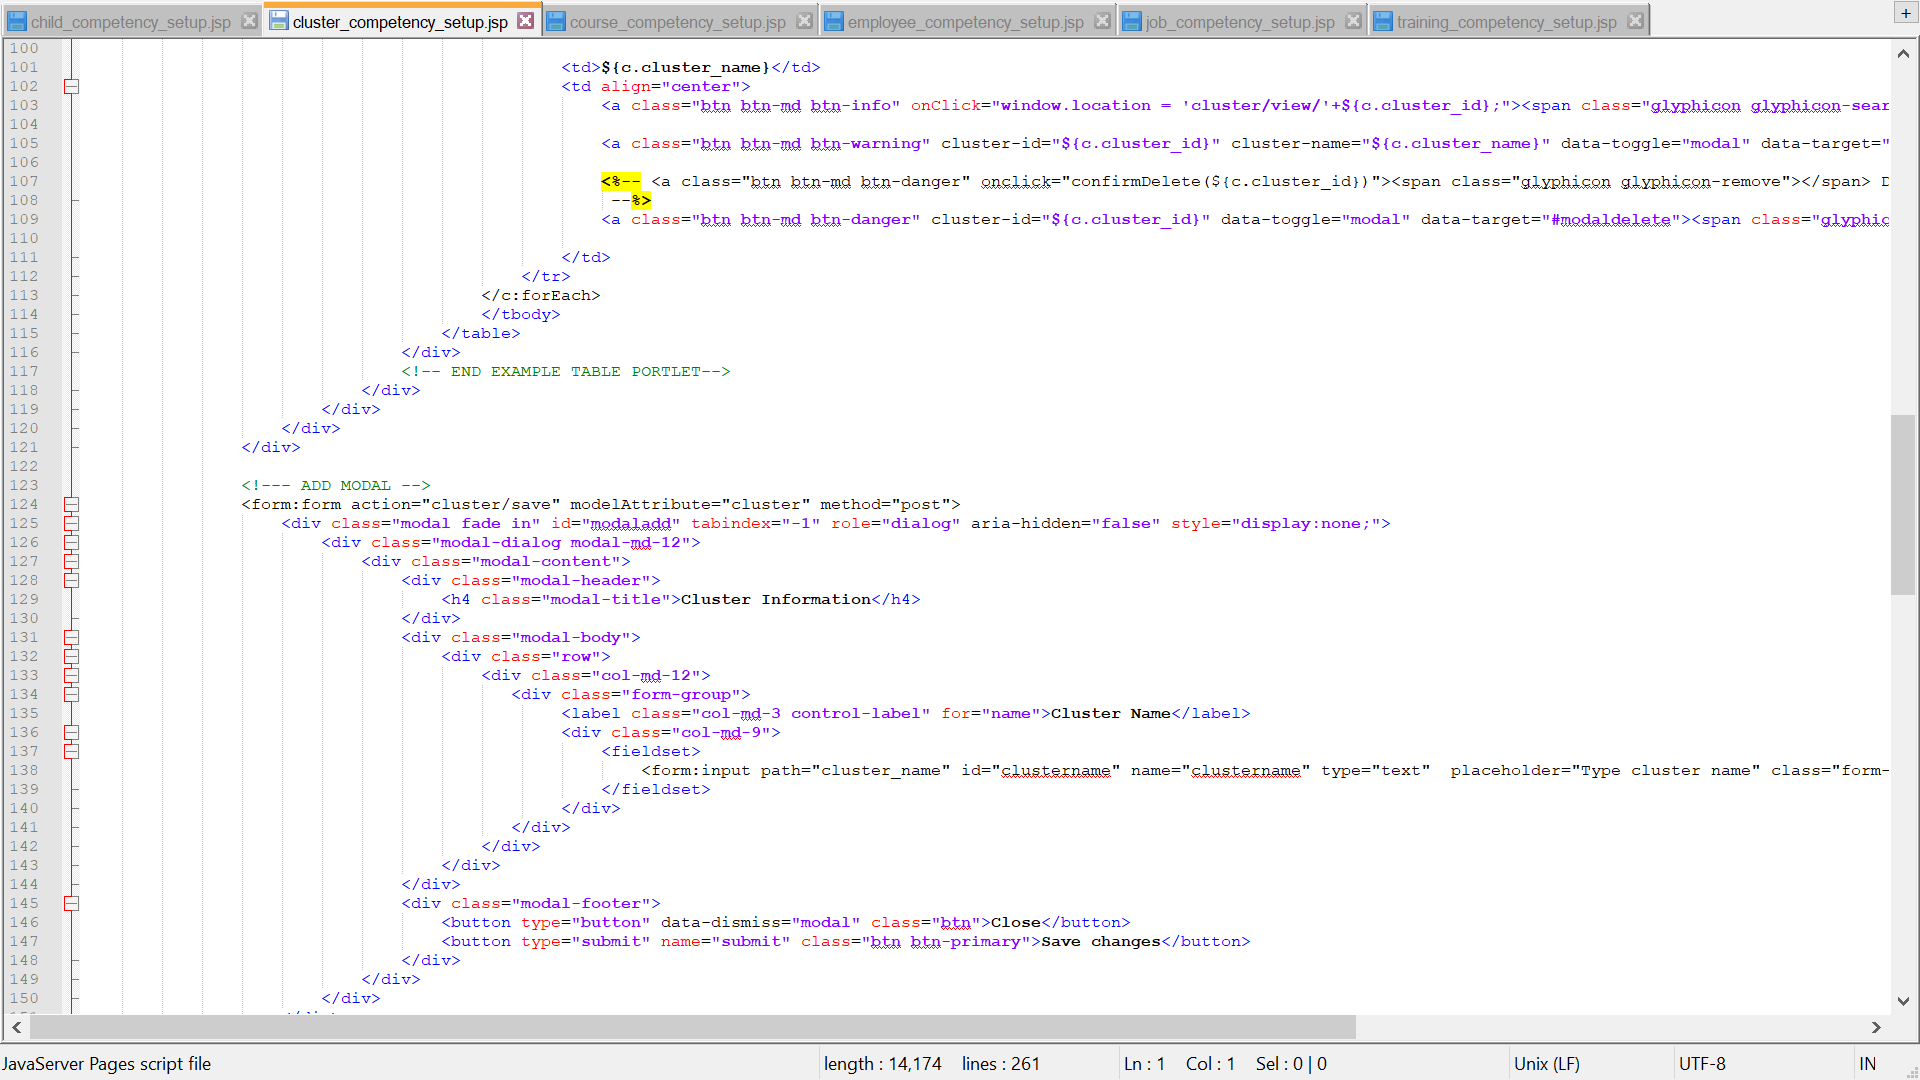 child_competency_setup.jsp cluster_competency_setup.jsp course_competency_setup.jsp employee_competency_setup.jsp job_competency_setup.jsp training_competency_setup.jsp
100
101 <td>${c.cluster_name}</td>
102 <td align="center">
103 <a class="btn btn-md btn-info" onClick="window.location = 'cluster/view/'+${c.cluster_id};"><span class="glyphicon glyphicon-sear
104
105 <a class="btn btn-md btn-warning" cluster-id="${c.cluster_id}" cluster-name="${c.cluster_name}" data-toggle="modal" data-target="
106
107 <%-- <a class="btn btn-md btn-danger" onclick="confirmDelete(${c.cluster_id})"><span class="glyphicon glyphicon-remove"></span> D
108 --%>
109 <a class="btn btn-md btn-danger" cluster-id="${c.cluster_id}" data-toggle="modal" data-target="#modaldelete"><span class="glyphic
110
111 </td>
112 </tr>
113 </c:forEach>
114 </tbody>
115 </table>
116 </div>
117 <!-- END EXAMPLE TABLE PORTLET-->
118 </div>
119 </div>
120 </div>
121 </div>
122
123 <!--- ADD MODAL -->
124 <form:form action="cluster/save" modelAttribute="cluster" method="post">
125 <div class="modal fade in" id="modaladd" tabindex="-1" role="dialog" aria-hidden="false" style="display:none;">
126 <div class="modal-dialog modal-md-12">
127 <div class="modal-content">
128 <div class="modal-header">
129 <h4 class="modal-title">Cluster Information</h4>
130 </div>
131 <div class="modal-body">
132 <div class="row">
133 <div class="col-md-12">
134 <div class="form-group">
135 <label class="col-md-3 control-label" for="name">Cluster Name</label>
136 <div class="col-md-9">
137 <fieldset>
138 <form:input path="cluster_name" id="clustername" name="clustername" type="text"  placeholder="Type cluster name" class="form-
139 </fieldset>
140 </div>
141 </div>
142 </div>
143 </div>
144 </div>
145 <div class="modal-footer">
146 <button type="button" data-dismiss="modal" class="btn">Close</button>
147 <button type="submit" name="submit" class="btn btn-primary">Save changes</button>
148 </div>
149 </div>
150 </div>
JavaServer Pages script file length : 14,174 lines : 261 Ln : 1 Col : 1 Sel : 0 | 0 Unix (LF) UTF-8 IN